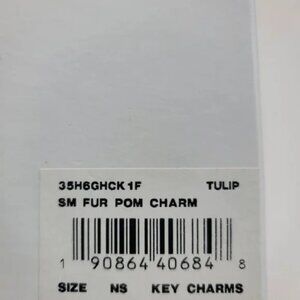 35H6GHCK1F TULIP
SM FUR POM CHARM
1 90864 40684 8
SIZE NS KEY CHARMS